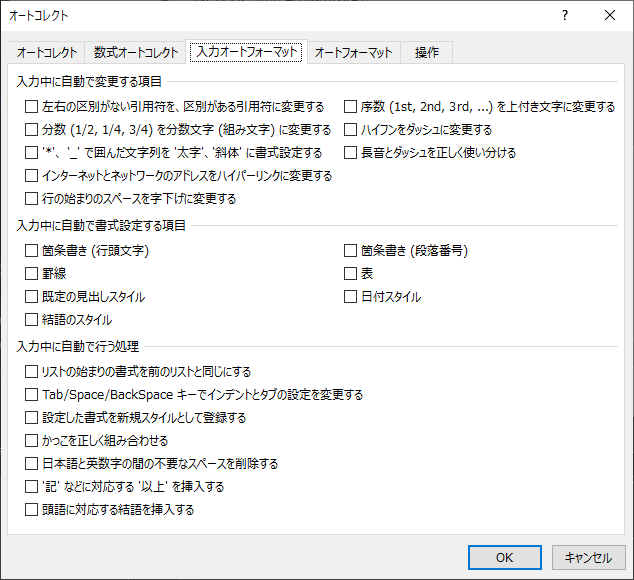 オートコレクト
? ×
オートコレクト 数式オートコレクト 入力オートフォーマット オートフォーマット 操作
入力中に自動で変更する項目
左右の区別がない引用符を、区別がある引用符に変更する 序数 (1st, 2nd, 3rd, ...) を上付き文字に変更する
分数 (1/2, 1/4, 3/4) を分数文字 (組み文字) に変更する ハイフンをダッシュに変更する
'*'、'_' で囲んだ文字列を '太字'、'斜体' に書式設定する 長音とダッシュを正しく使い分ける
インターネットとネットワークのアドレスをハイパーリンクに変更する
行の始まりのスペースを字下げに変更する
入力中に自動で書式設定する項目
箇条書き (行頭文字) 箇条書き (段落番号)
罫線 表
既定の見出しスタイル 日付スタイル
結語のスタイル
入力中に自動で行う処理
リストの始まりの書式を前のリストと同じにする
Tab/Space/BackSpace キーでインデントとタブの設定を変更する
設定した書式を新規スタイルとして登録する
かっこを正しく組み合わせる
日本語と英数字の間の不要なスペースを削除する
'記' などに対応する '以上' を挿入する
頭語に対応する結語を挿入する
OK キャンセル